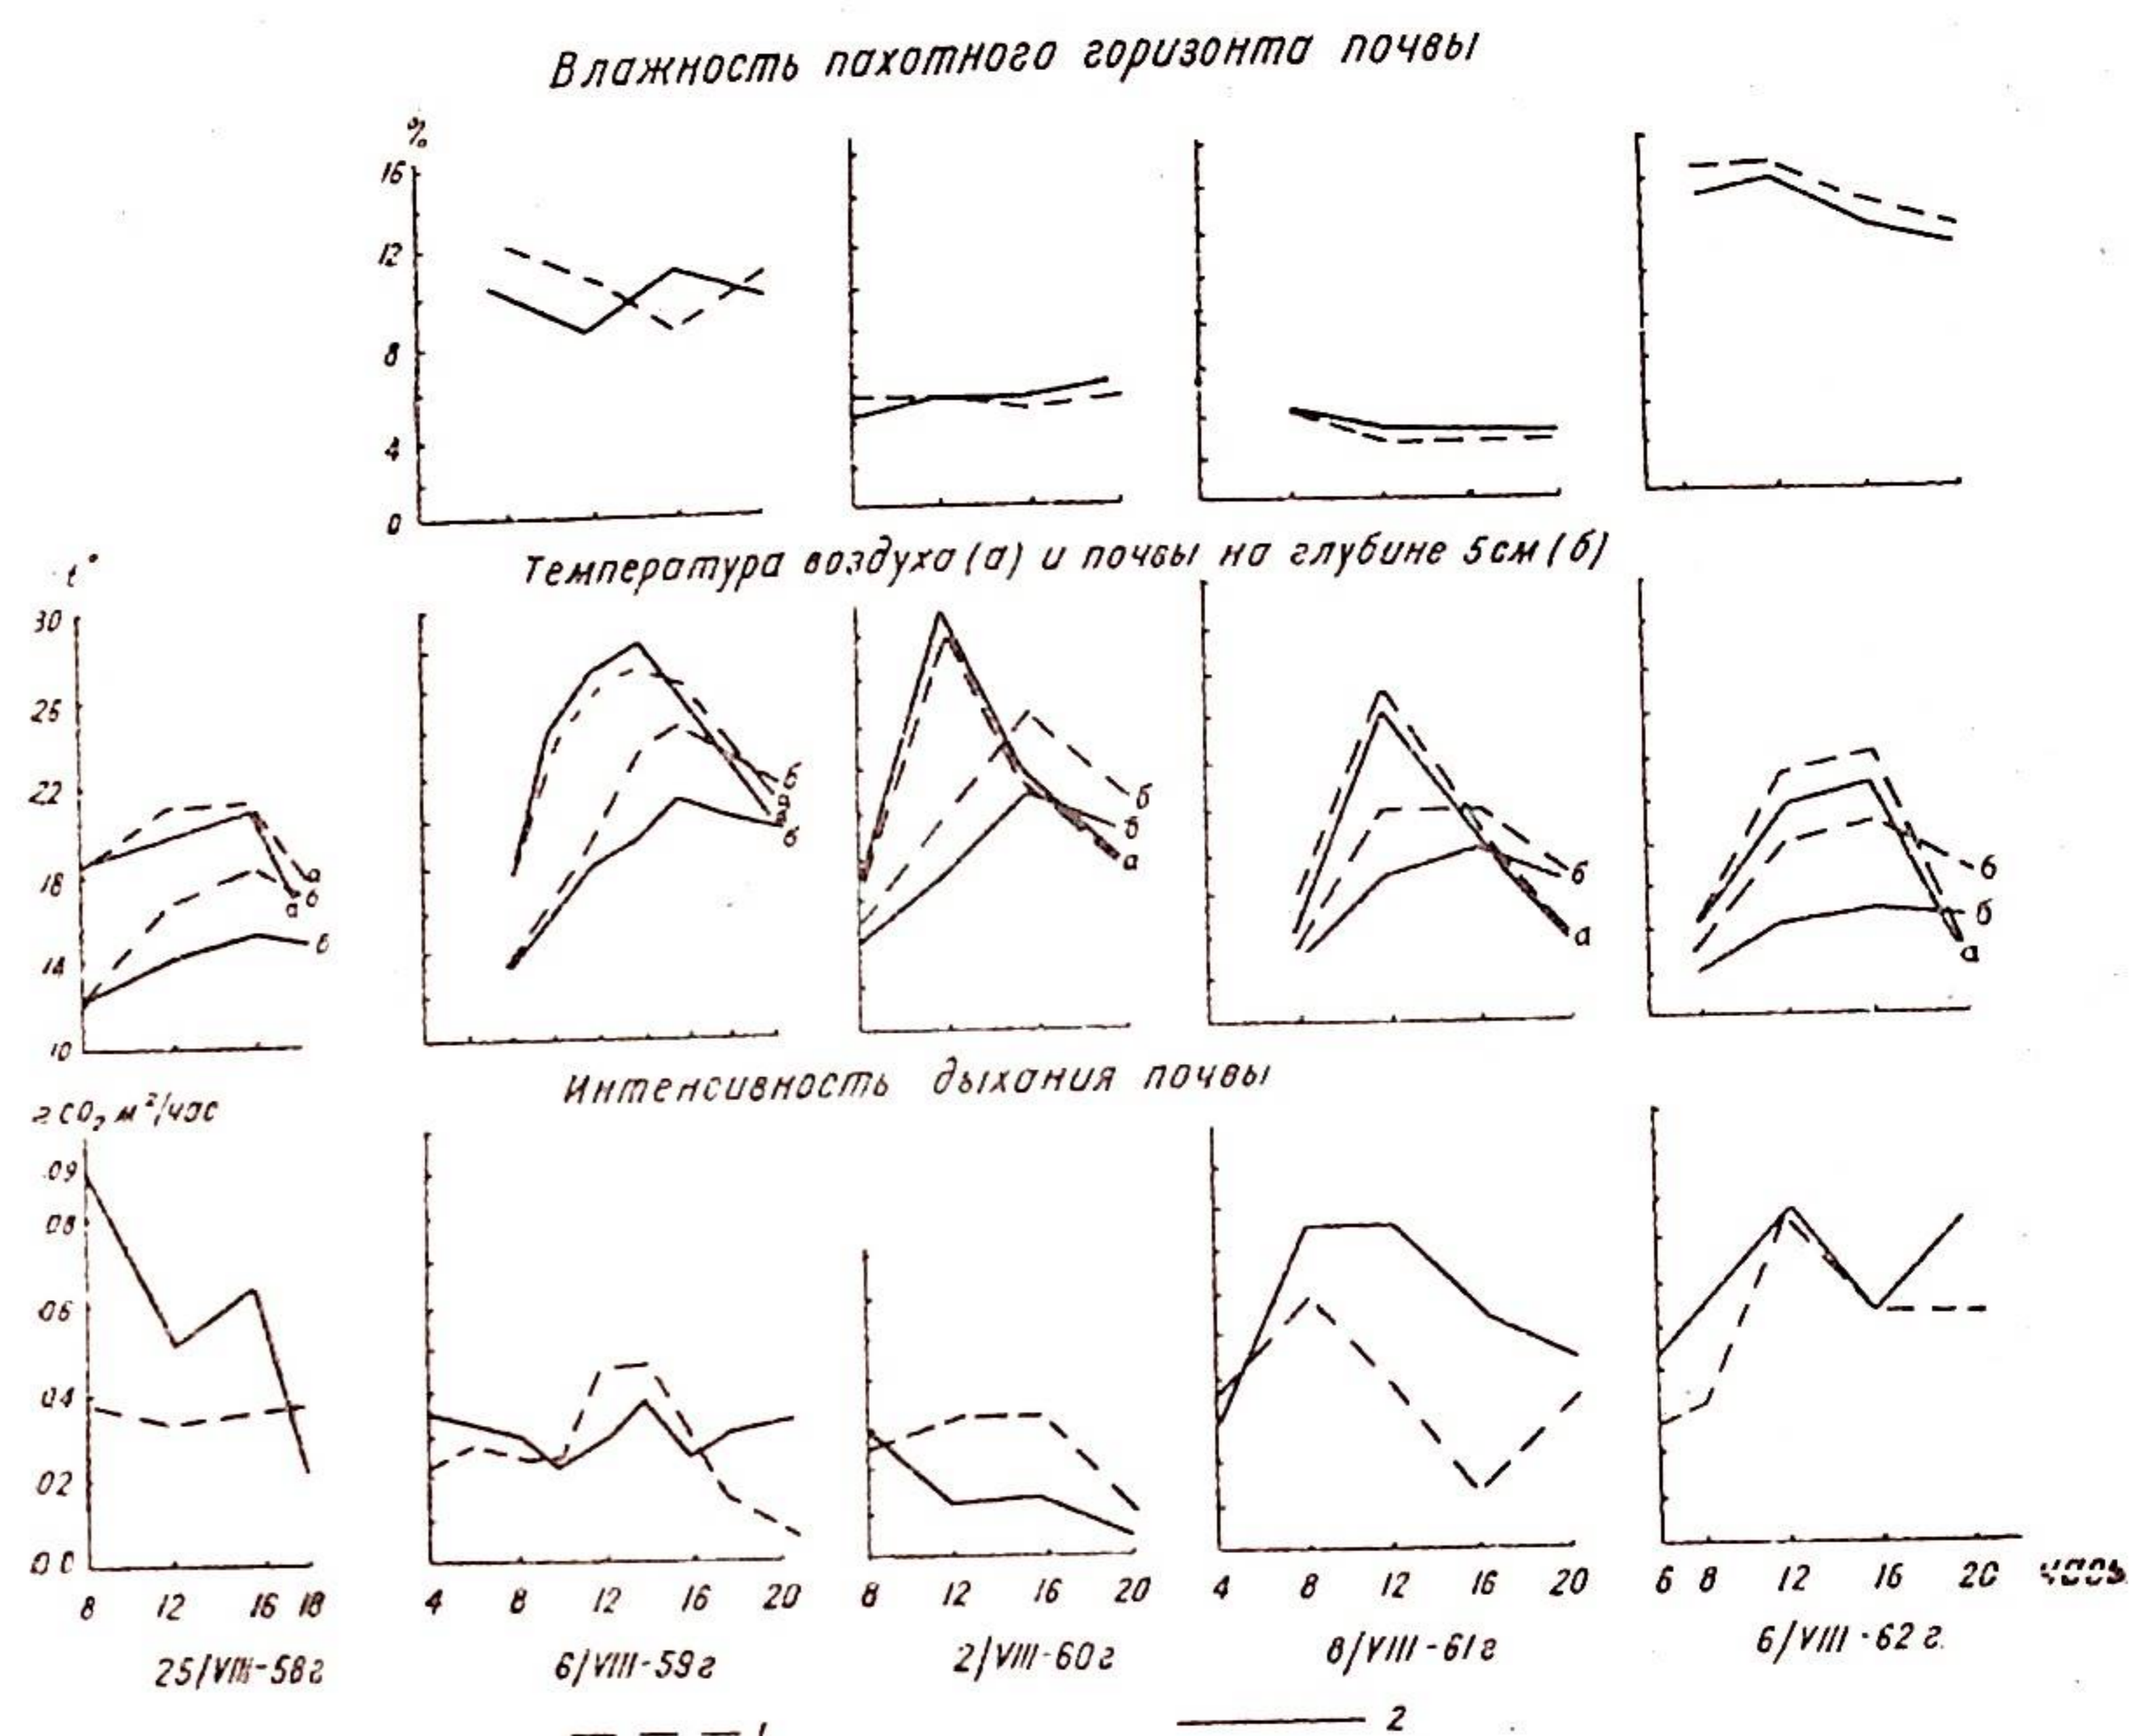 Влажность пахотного горизонта почвы
%
16
12
8
4
0
Температура воздуха (а) и почвы на глубине 5см (б)
t°
30
26
22
18
14
10
а
б
а
б
б
а
а
б
б
б
а
б
а
б
б
а
Интенсивность дыхания почвы
г CO2 м²/час
09
08
06
04
02
00
8 12 16 18
4 8 12 16 20
8 12 16 20
4 8 12 16 20
6 8 12 16 20 часы
25/VIII-58г
6/VIII-59г
2/VIII-60г
8/VIII-61г
6/VIII-62г.
1
2